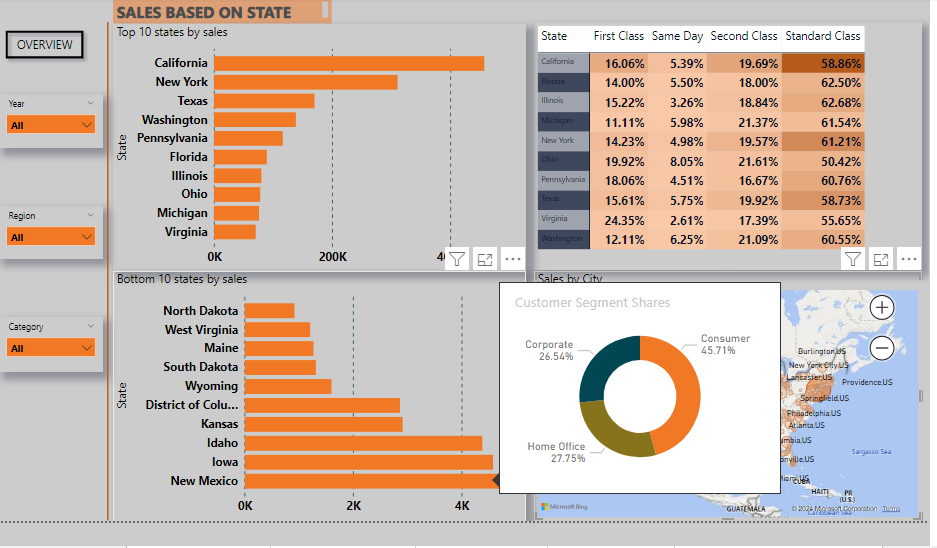 SALES BASED ON STATE
OVERVIEW
Year
All
Region
All
Category
All
Top 10 states by sales
State
California
New York
Texas
Washington
Pennsylvania
Florida
Illinois
Ohio
Michigan
Virginia
0K 200K
State First Class Same Day Second Class Standard Class
California 16.06% 5.39% 19.69% 58.86%
Florida 14.00% 5.50% 18.00% 62.50%
Illinois 15.22% 3.26% 18.84% 62.68%
Michigan 11.11% 5.98% 21.37% 61.54%
New York 14.23% 4.98% 19.57% 61.21%
Ohio 19.92% 8.05% 21.61% 50.42%
Pennsylvania 18.06% 4.51% 16.67% 60.76%
Texas 15.61% 5.75% 19.92% 58.73%
Virginia 24.35% 2.61% 17.39% 55.65%
Washington 12.11% 6.25% 21.09% 60.55%
Bottom 10 states by sales
State
North Dakota
West Virginia
Maine
South Dakota
Wyoming
District of Colu...
Kansas
Idaho
Iowa
New Mexico
0K 2K 4K
Sales by City
Customer Segment Shares
Consumer
45.71%
Corporate
26.54%
Home Office
27.75%
Burlington,US
New York City,US
Lancaster,US
Providence,US
Springfield,US
Philadelphia,US
Atlanta,US
umbia,US
onville,US
Sargasso Sea
CUBA
HAITI
PR
(U.S.)
GUATEMALA
Caribbean Sea
Microsoft Bing
© 2024 Microsoft Corporation Terms